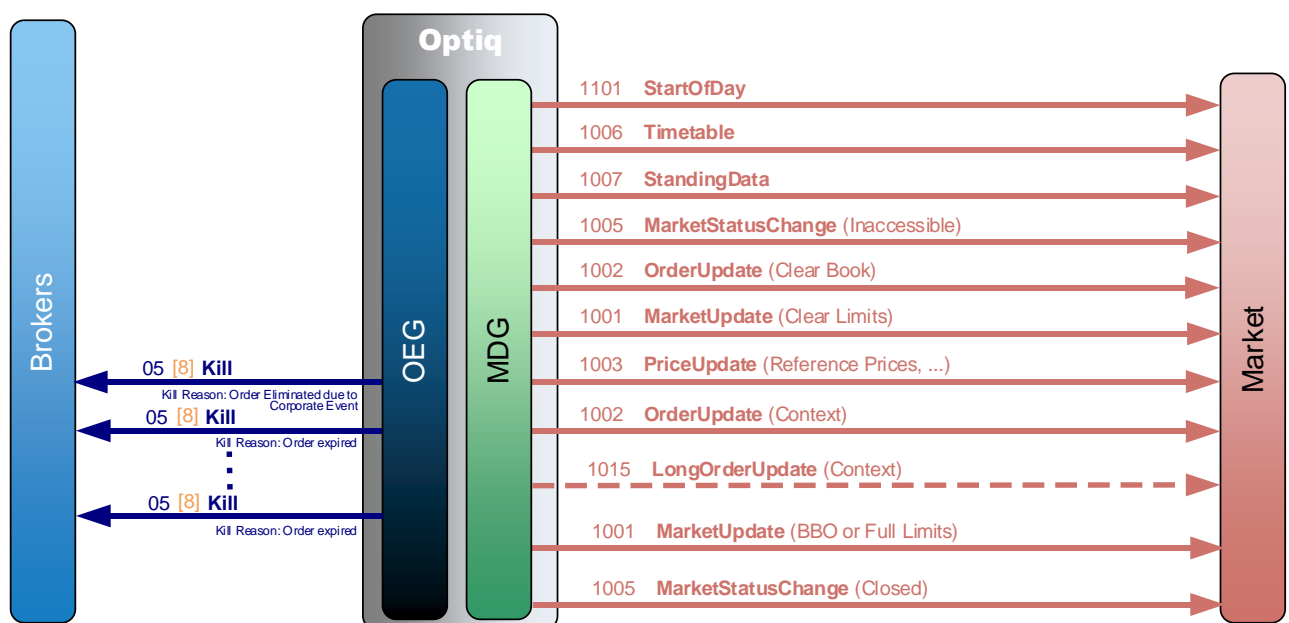 Optiq
Brokers
OEG
MDG
Market
1101 StartOfDay
1006 Timetable
1007 StandingData
1005 MarketStatusChange (Inaccessible)
1002 OrderUpdate (Clear Book)
1001 MarketUpdate (Clear Limits)
1003 PriceUpdate (Reference Prices, ...)
1002 OrderUpdate (Context)
1015 LongOrderUpdate (Context)
1001 MarketUpdate (BBO or Full Limits)
1005 MarketStatusChange (Closed)
05 [8] Kill
Kill Reason: Order Eliminated due to
Corporate Event
05 [8] Kill
Kill Reason: Order expired
05 [8] Kill
Kill Reason: Order expired